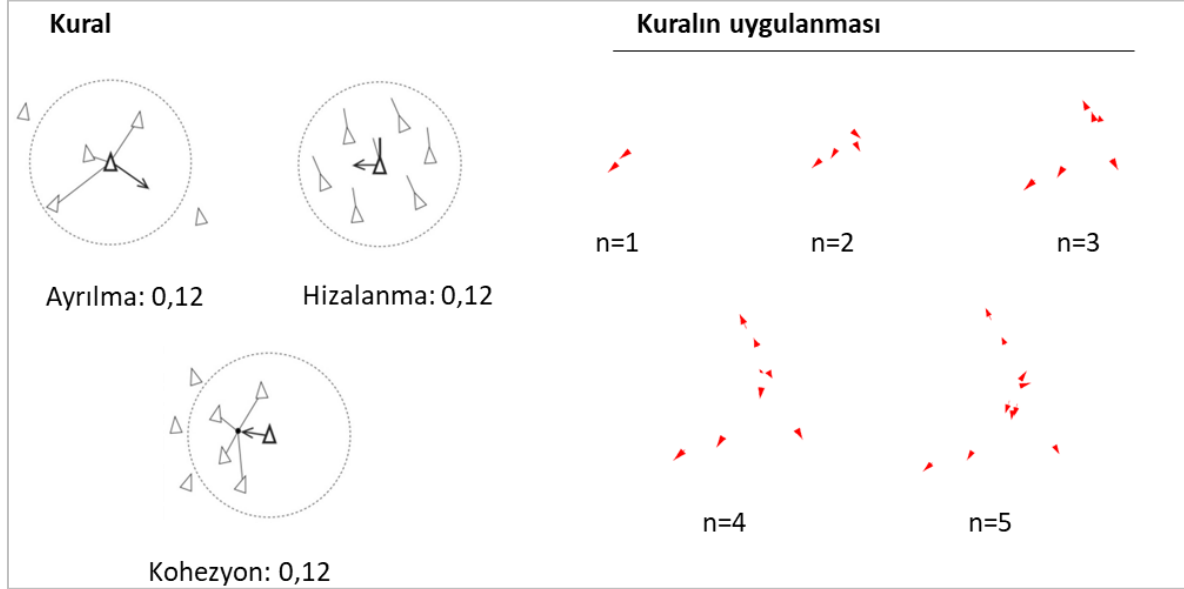 Kural
Kuralın uygulanması
Ayrılma: 0,12
Hizalanma: 0,12
Kohezyon: 0,12
n=1
n=2
n=3
n=4
n=5